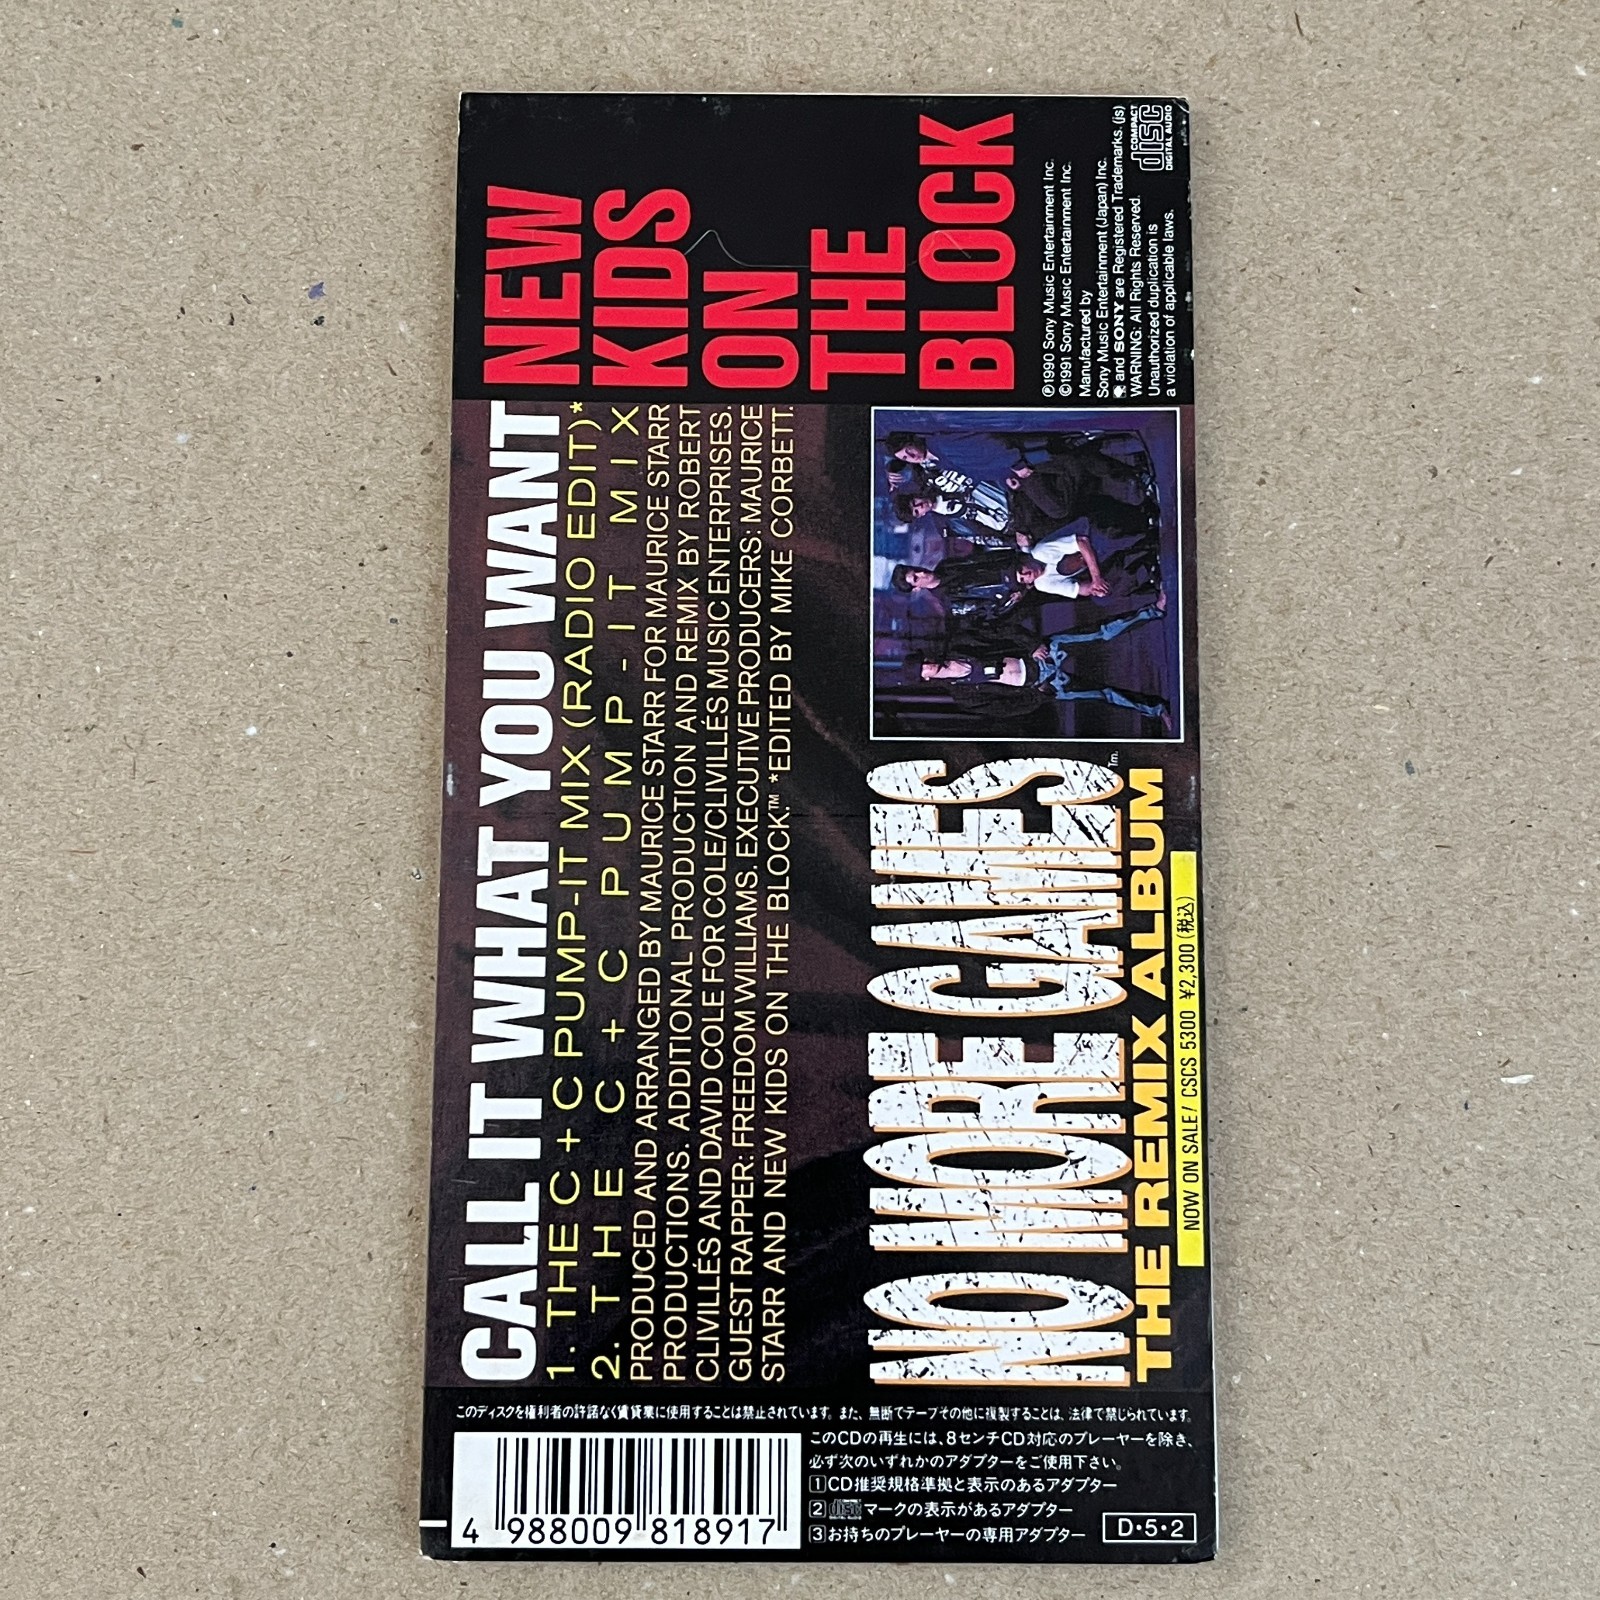 NEW
KIDS
ON
THE
BLOCK
℗1990 Sony Music Entertainment Inc.
©1991 Sony Music Entertainment Inc.
Manufactured by
Sony Music Entertainment (Japan) Inc.
and SONY are Registered Trademarks. (js)
WARNING: All Rights Reserved.
Unauthorized duplication is
a violation of applicable laws.
COMPACT
disc
DIGITAL AUDIO
CALL IT WHAT YOU WANT
1. THE C+C PUMP-IT MIX (RADIO EDIT)*
2. THE C+C PUMP-IT MIX
PRODUCED AND ARRANGED BY MAURICE STARR FOR MAURICE STARR
PRODUCTIONS. ADDITIONAL PRODUCTION AND REMIX BY ROBERT
CLIVILLÉS AND DAVID COLE FOR COLE/CLIVILLÉS MUSIC ENTERPRISES.
GUEST RAPPER: FREEDOM WILLIAMS. EXECUTIVE PRODUCERS: MAURICE
STARR AND NEW KIDS ON THE BLOCK.™ *EDITED BY MIKE CORBETT.
NO MORE GAMES Tm.
THE REMIX ALBUM
NOW ON SALE! CSCS 5300 ¥2,300(税込)
このディスクを権利者の許諾なく賃貸業に使用することは禁止されています。また、無断でテープその他に複製することは、法律で禁じられています。
このCDの再生には、8センチCD対応のプレーヤーを除き、
必ず次のいずれかのアダプターをご使用下さい。
1 CD推奨規格準拠と表示のあるアダプター
2 disc DIGITAL AUDIO マークの表示があるアダプター
3 お持ちのプレーヤーの専用アダプター
D・5・2
4 988009 818917